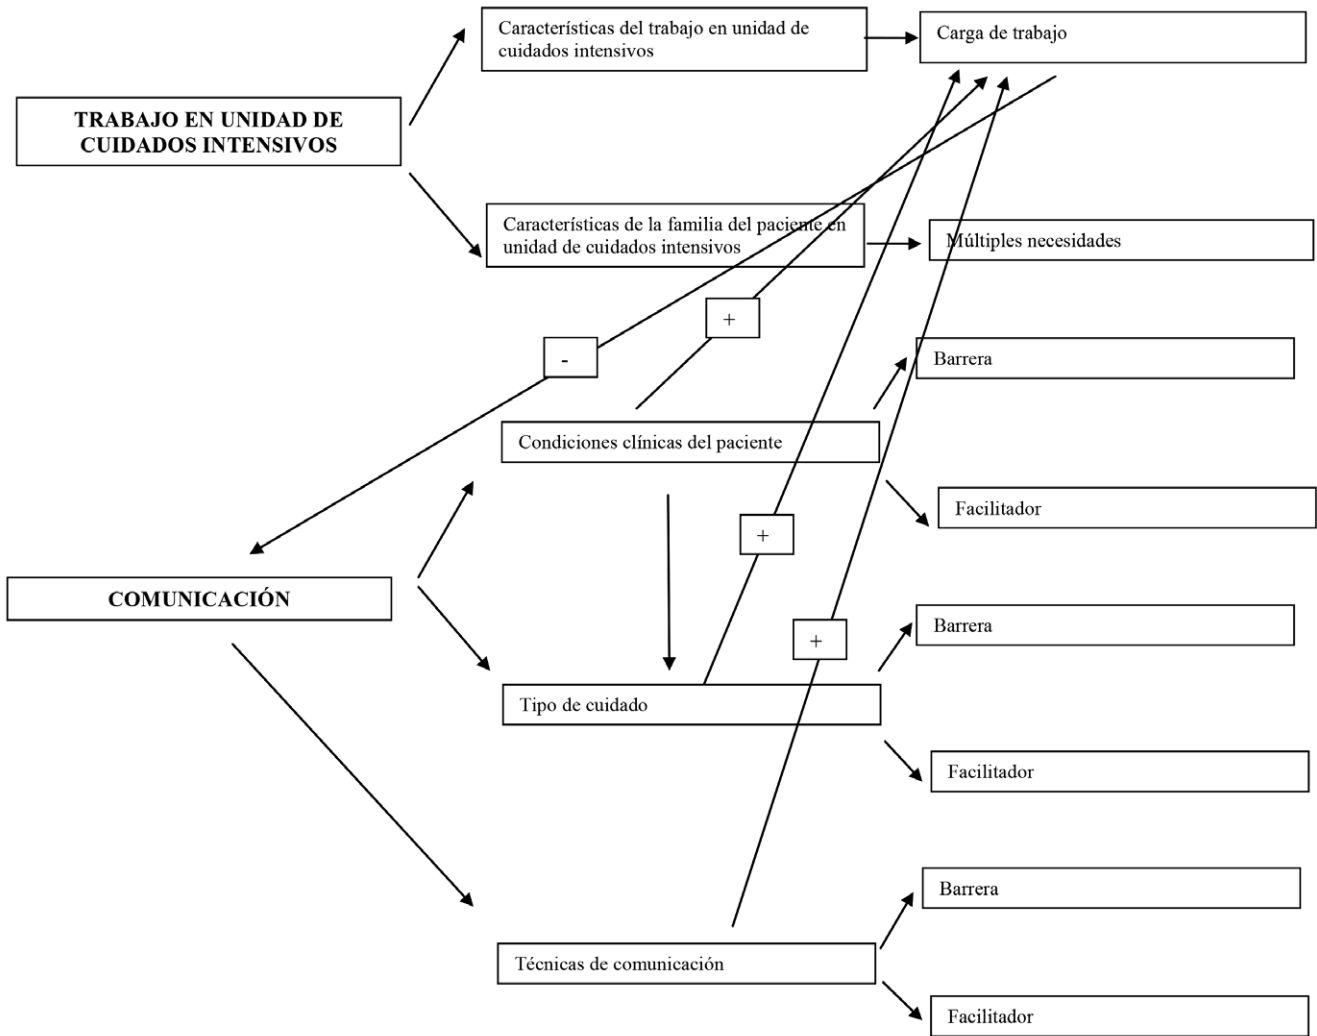 Características del trabajo en unidad de
cuidados intensivos
Carga de trabajo
TRABAJO EN UNIDAD DE
CUIDADOS INTENSIVOS
Características de la familia del paciente en
unidad de cuidados intensivos
Múltiples necesidades
+
-
Barrera
Condiciones clínicas del paciente
Facilitador
+
COMUNICACIÓN
Barrera
+
Tipo de cuidado
Facilitador
Barrera
Técnicas de comunicación
Facilitador